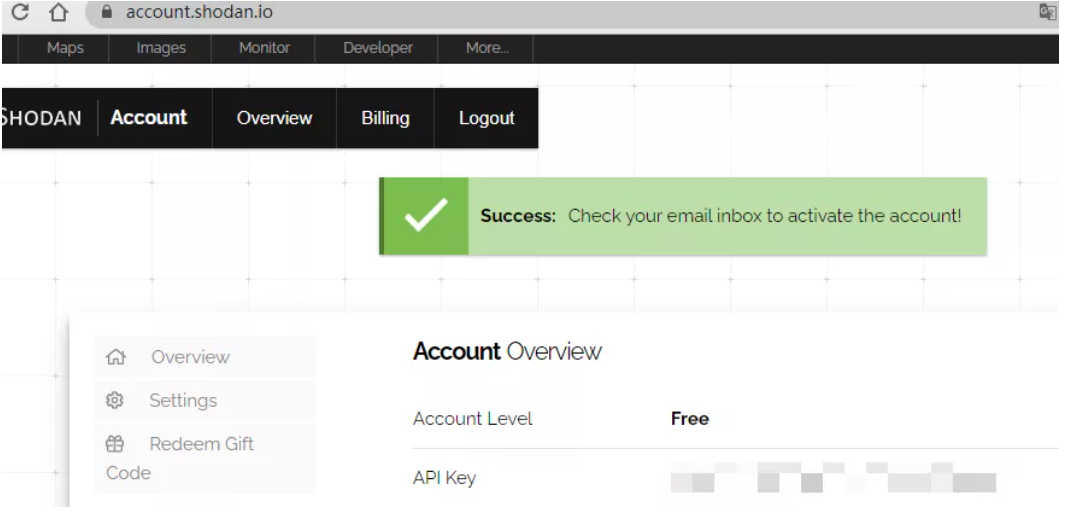 account.shodan.io
Maps Images Monitor Developer More...
SHODAN Account Overview Billing Logout
Success: Check your email inbox to activate the account!
Overview
Settings
Redeem Gift
Code
Account Overview
Account Level Free
API Key